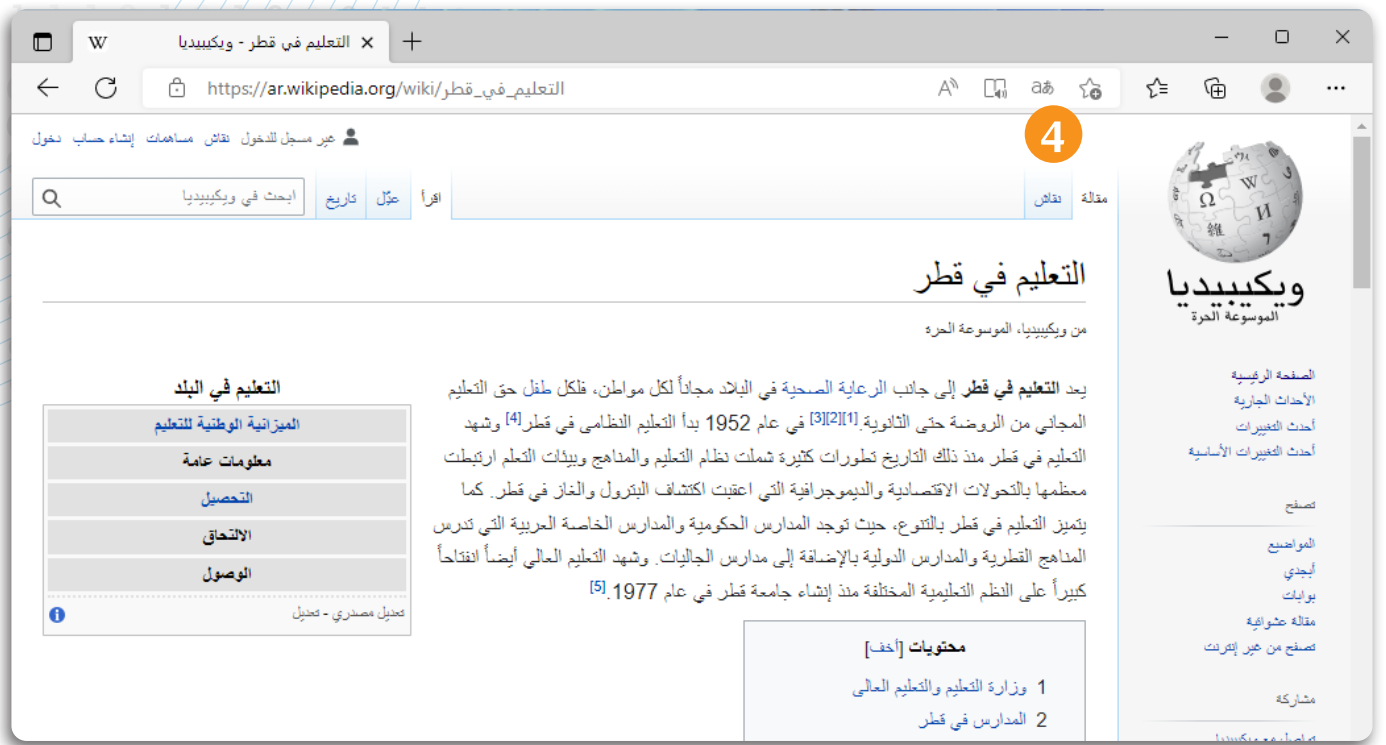 W التعليم في قطر - ويكيبيديا
https://ar.wikipedia.org/wiki/التعليم_في_قطر
4
غير مسجل للدخول نقاش مساهمات إنشاء حساب دخول
مقالة نقاش
اقرأ عدّل تاريخ
ابحث في ويكيبيديا
ويكيبيديا
الموسوعة الحرة
الصفحة الرئيسية
الأحداث الجارية
أحدث التغييرات
أحدث التغييرات الأساسية
تصفح
المواضيع
أبجدي
بوابات
مقالة عشوائية
تصفح من غير إنترنت
مشاركة
تواصل مع ويكيبيديا
التعليم في قطر
من ويكيبيديا، الموسوعة الحرة
يعد التعليم في قطر إلى جانب الرعاية الصحية في البلاد مجاناً لكل مواطن، فلكل طفل حق التعليم
المجاني من الروضة حتى الثانوية.[1][2][3] في عام 1952 بدأ التعليم النظامى في قطر[4] وشهد
التعليم في قطر منذ ذلك التاريخ تطورات كثيرة شملت نظام التعليم والمناهج وبيئات التعلم ارتبطت
معظمها بالتحولات الاقتصادية والديموجرافية التي اعقبت اكتشاف البترول والغاز في قطر. كما
يتميز التعليم في قطر بالتنوع، حيث توجد المدارس الحكومية والمدارس الخاصة العربية التي تدرس
المناهج القطرية والمدارس الدولية بالإضافة إلى مدارس الجاليات. وشهد التعليم العالي أيضاً انفتاحاً
كبيراً على النظم التعليمية المختلفة منذ إنشاء جامعة قطر في عام 1977.[5]
التعليم في البلد
الميزانية الوطنية للتعليم
معلومات عامة
التحصيل
الالتحاق
الوصول
تعديل مصدري - تعديل
محتويات [أخف]
1 وزارة التعليم والتعليم العالى
2 المدارس في قطر